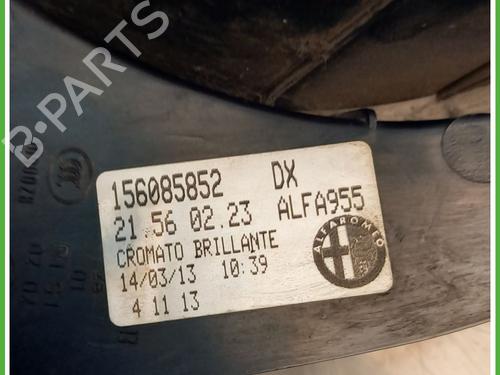 B-PARTS
156085852 DX
21 56 02.23 ALFA955
CROMATO BRILLANTE
14/03/13 10:39
4 11 13
ALFA ROMEO